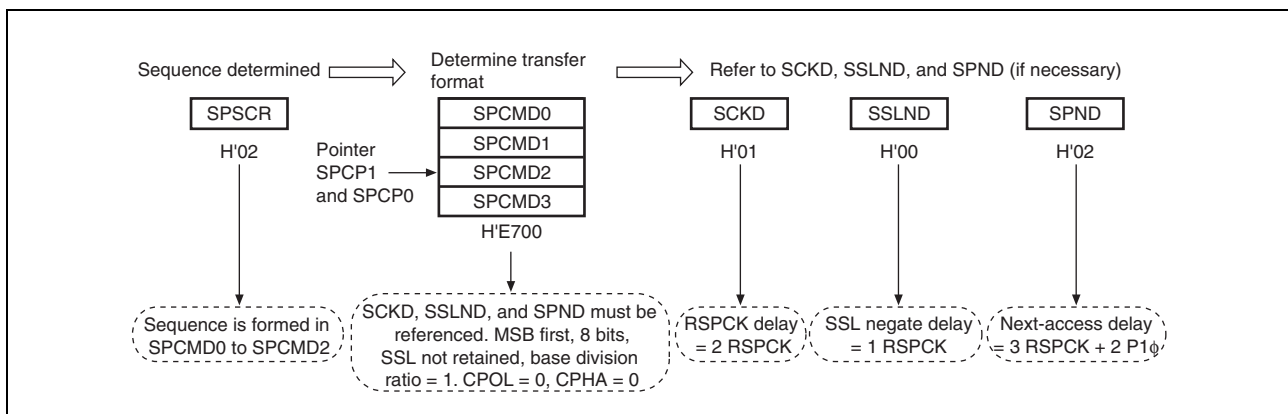 Sequence determined
Determine transfer
format
Refer to SCKD, SSLND, and SPND (if necessary)
SPSCR
H'02
Pointer
SPCP1
and SPCP0
SPCMD0
SPCMD1
SPCMD2
SPCMD3
H'E700
SCKD
H'01
SSLND
H'00
SPND
H'02
Sequence is formed in
SPCMD0 to SPCMD2
SCKD, SSLND, and SPND must be
referenced. MSB first, 8 bits,
SSL not retained, base division
ratio = 1. CPOL = 0, CPHA = 0
RSPCK delay
= 2 RSPCK
SSL negate delay
= 1 RSPCK
Next-access delay
= 3 RSPCK + 2 P1ϕ